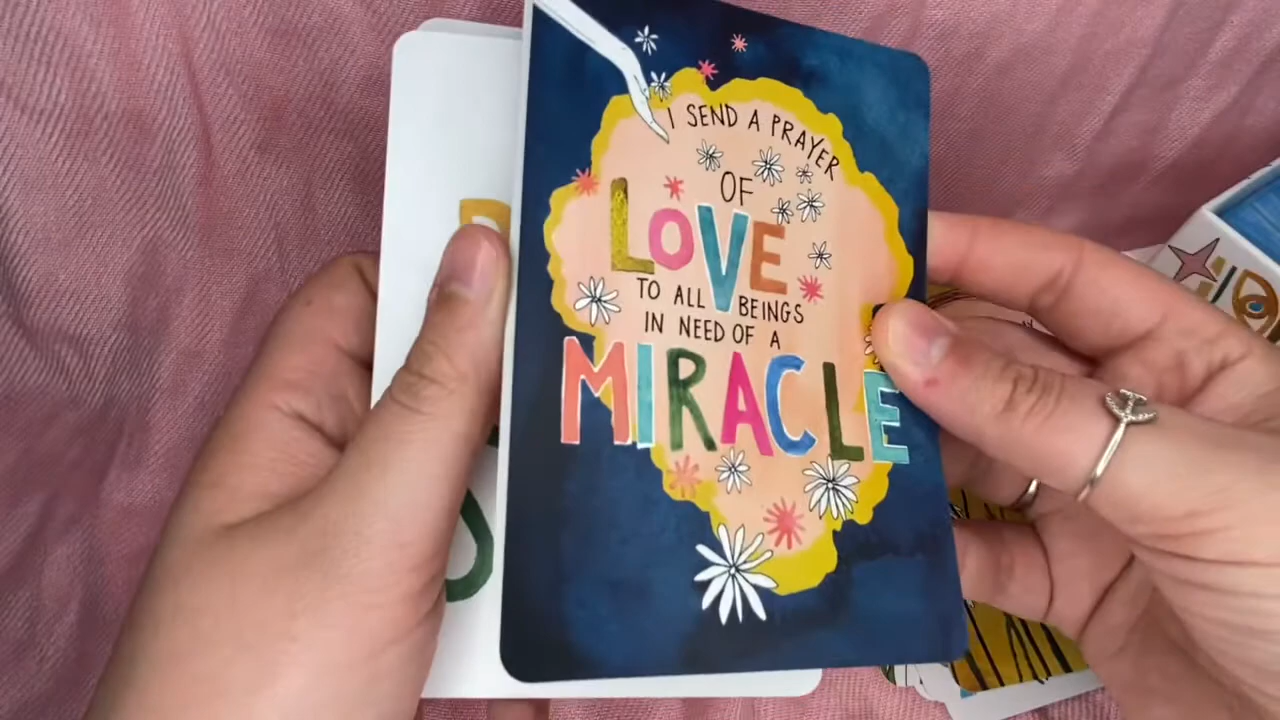 I SEND A PRAYER
OF
LOVE
TO ALL BEINGS
IN NEED OF A
MIRACLE